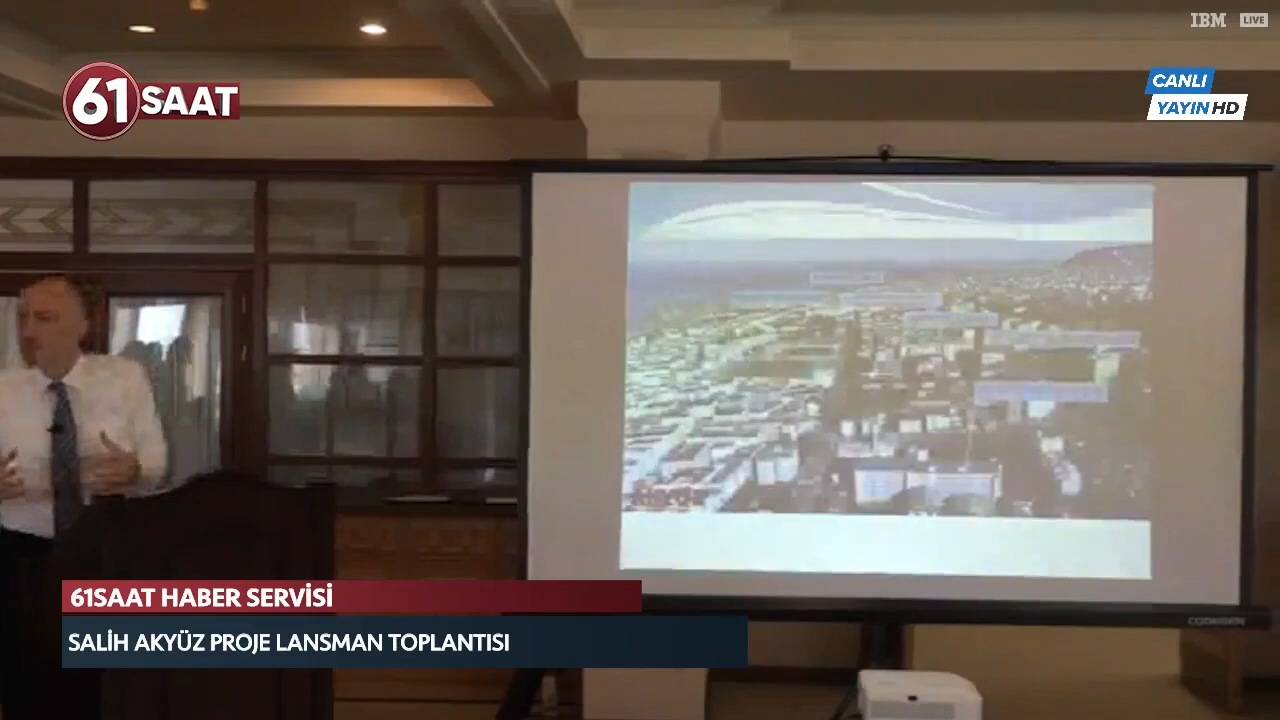 IBM LIVE
61SAAT
CANLI
YAYIN HD
61SAAT HABER SERVİSİ
SALİH AKYÜZ PROJE LANSMAN TOPLANTISI